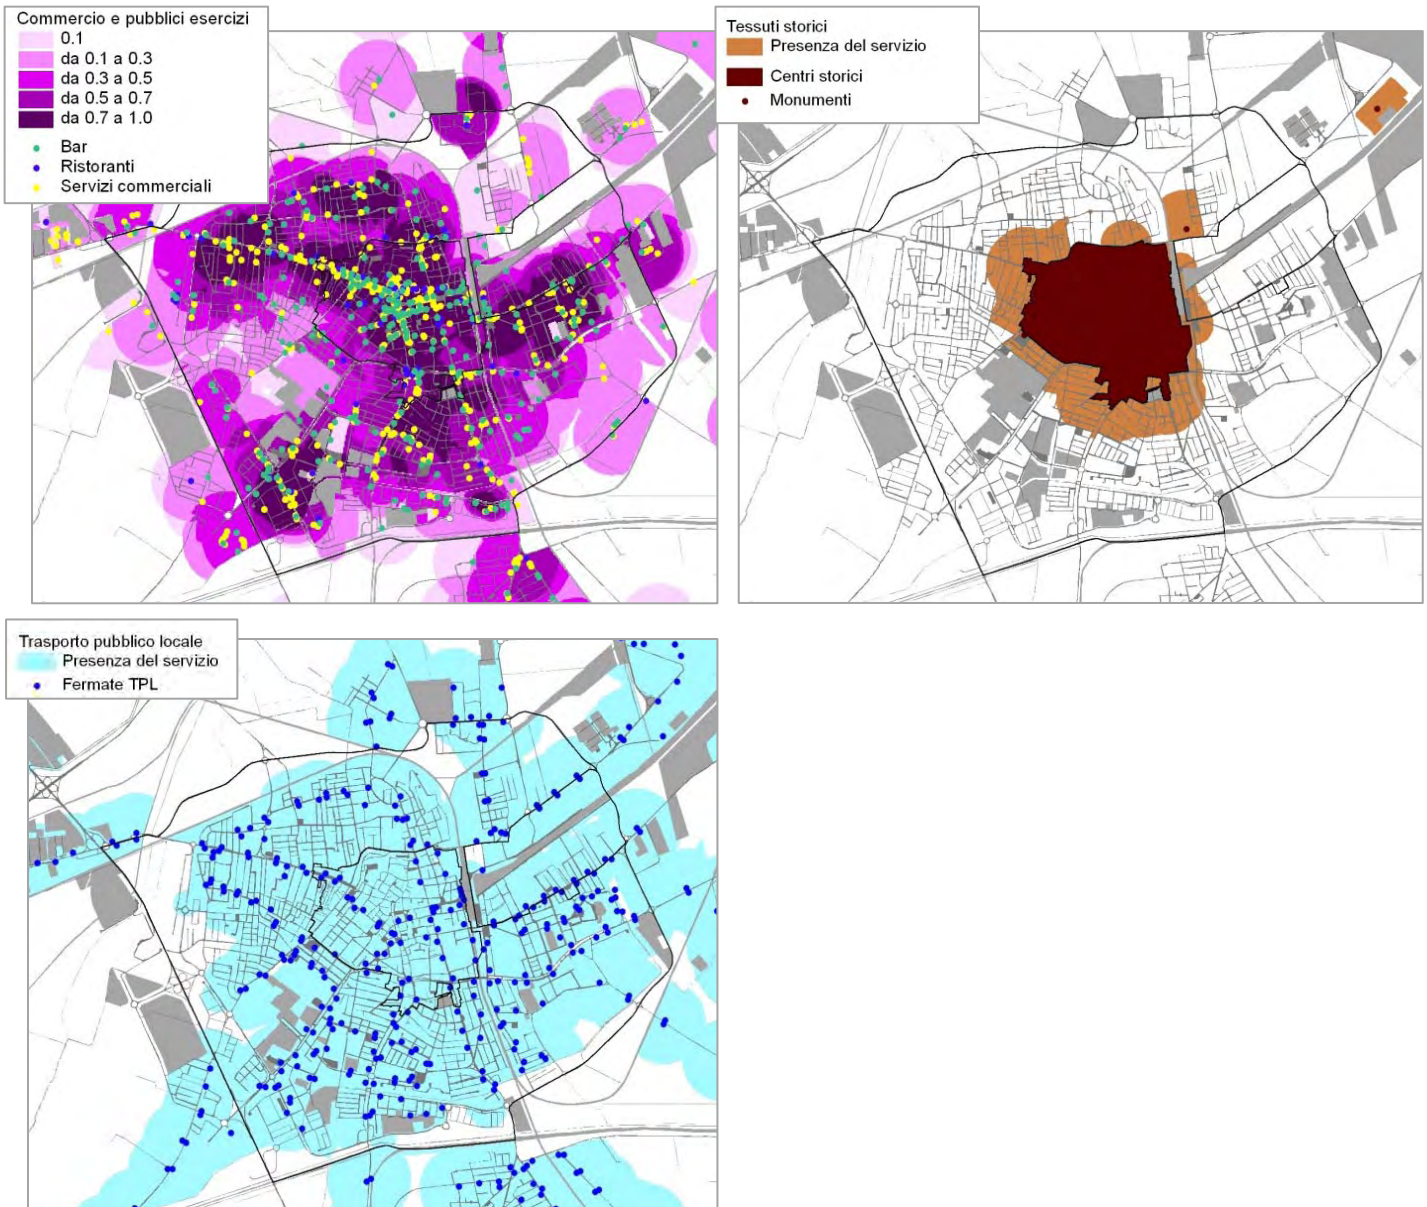 Commercio e pubblici esercizi
0.1
da 0.1 a 0.3
da 0.3 a 0.5
da 0.5 a 0.7
da 0.7 a 1.0
Bar
Ristoranti
Servizi commerciali
Tessuti storici
Presenza del servizio
Centri storici
Monumenti
Trasporto pubblico locale
Presenza del servizio
Fermate TPL